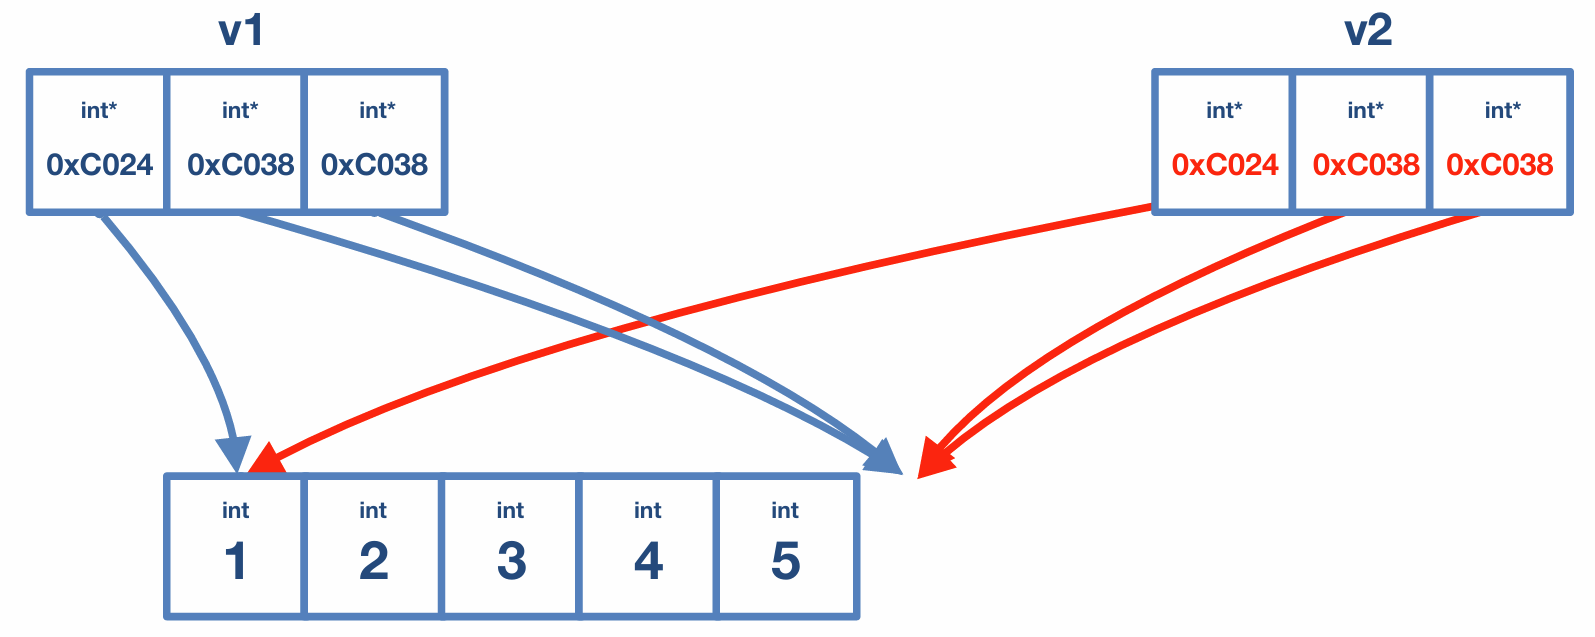 v1
v2
int* int* int*
0xC024 0xC038 0xC038
int* int* int*
0xC024 0xC038 0xC038
int int int int int
1 2 3 4 5